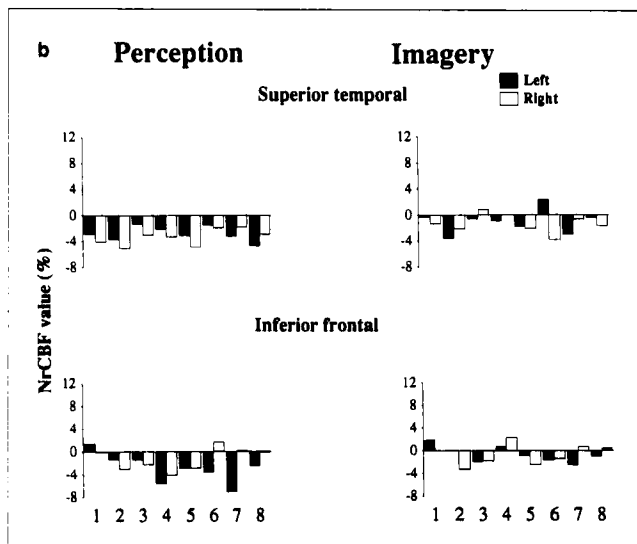 b
Perception
Imagery
Left
Right
Superior temporal
12
8
4
0
-4
-8
12
8
4
0
-4
-8
NrCBF value (%)
Inferior frontal
12
8
4
0
-4
-8
12
8
4
0
-4
-8
1 2 3 4 5 6 7 8
1 2 3 4 5 6 7 8